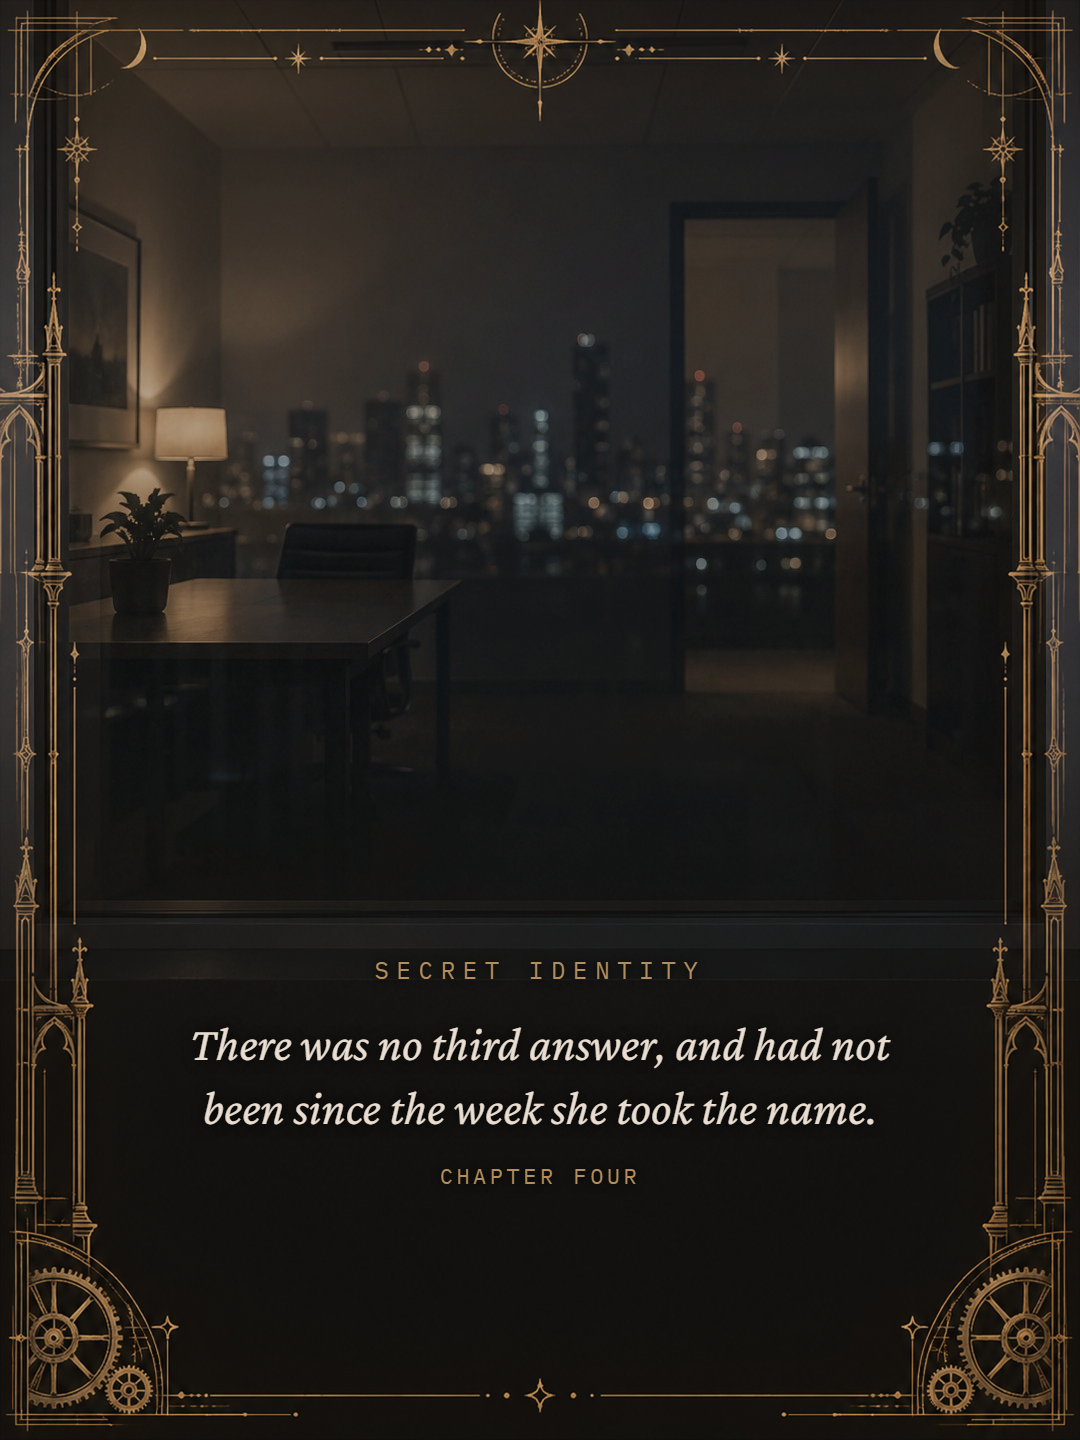 SECRET IDENTITY
There was no third answer, and had not
been since the week she took the name.
CHAPTER FOUR